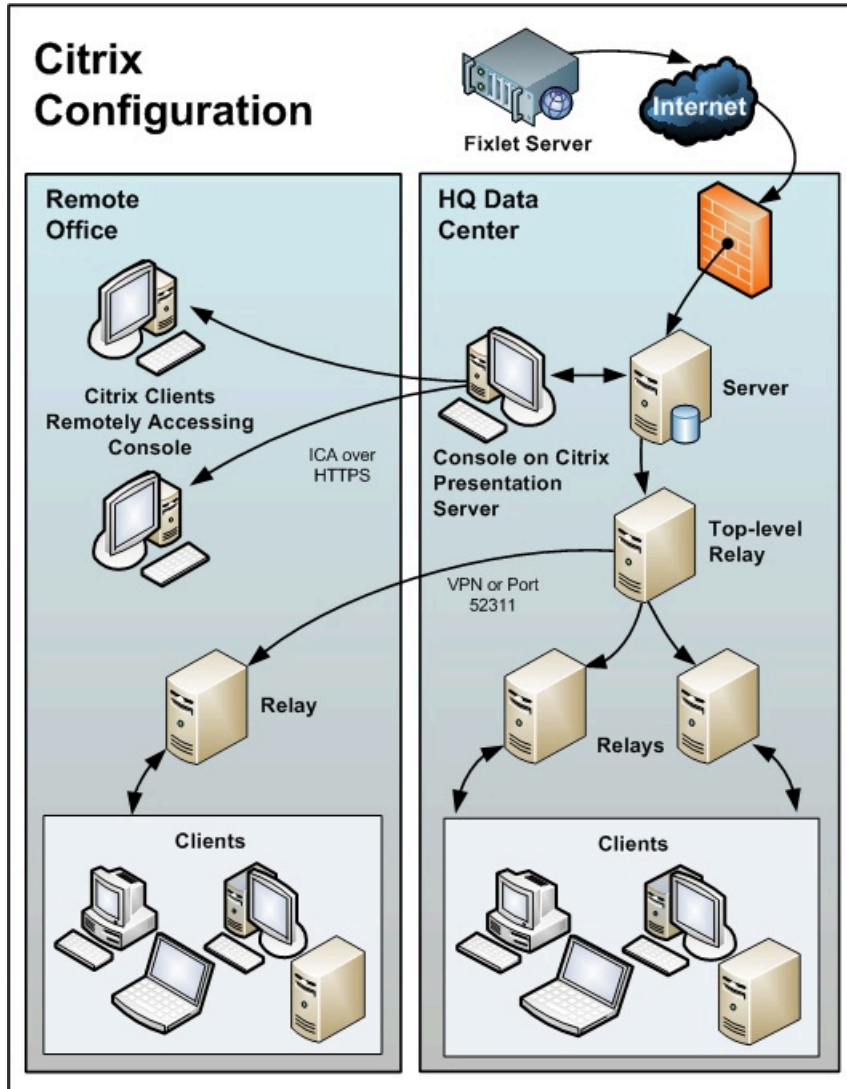 Citrix
Configuration
Internet
Fixlet Server
Remote
Office
HQ Data
Center
Citrix Clients
Remotely Accessing
Console
Server
ICA over
HTTPS
Console on Citrix
Presentation
Server
Top-level
Relay
VPN or Port
52311
Relay
Relays
Clients
Clients